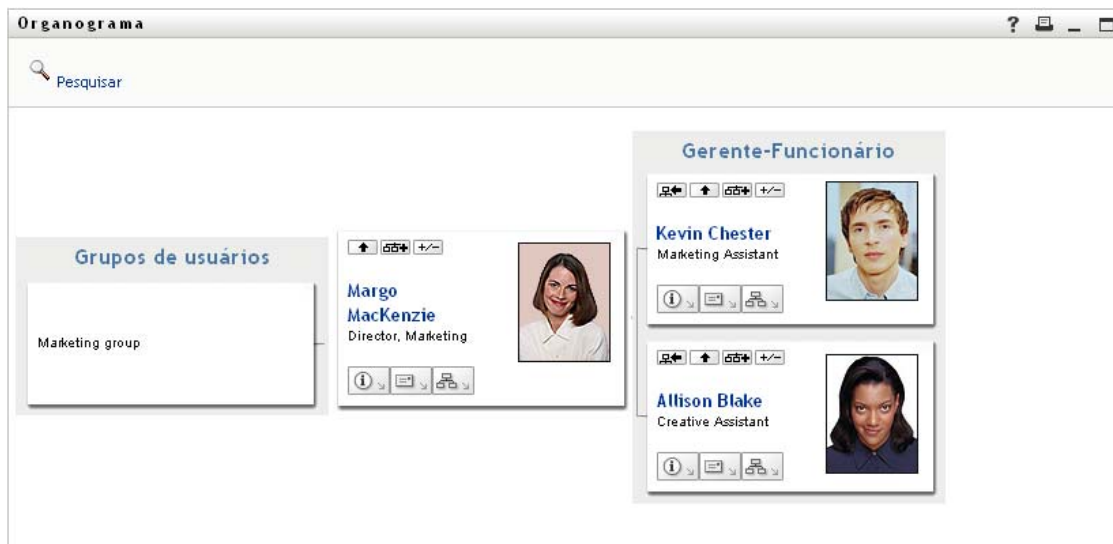 Organograma
Pesquisar
Grupos de usuários
Marketing group
Margo
MacKenzie
Director, Marketing
Gerente-Funcionário
+/−
Kevin Chester
Marketing Assistant
+/−
Allison Blake
Creative Assistant
+/−